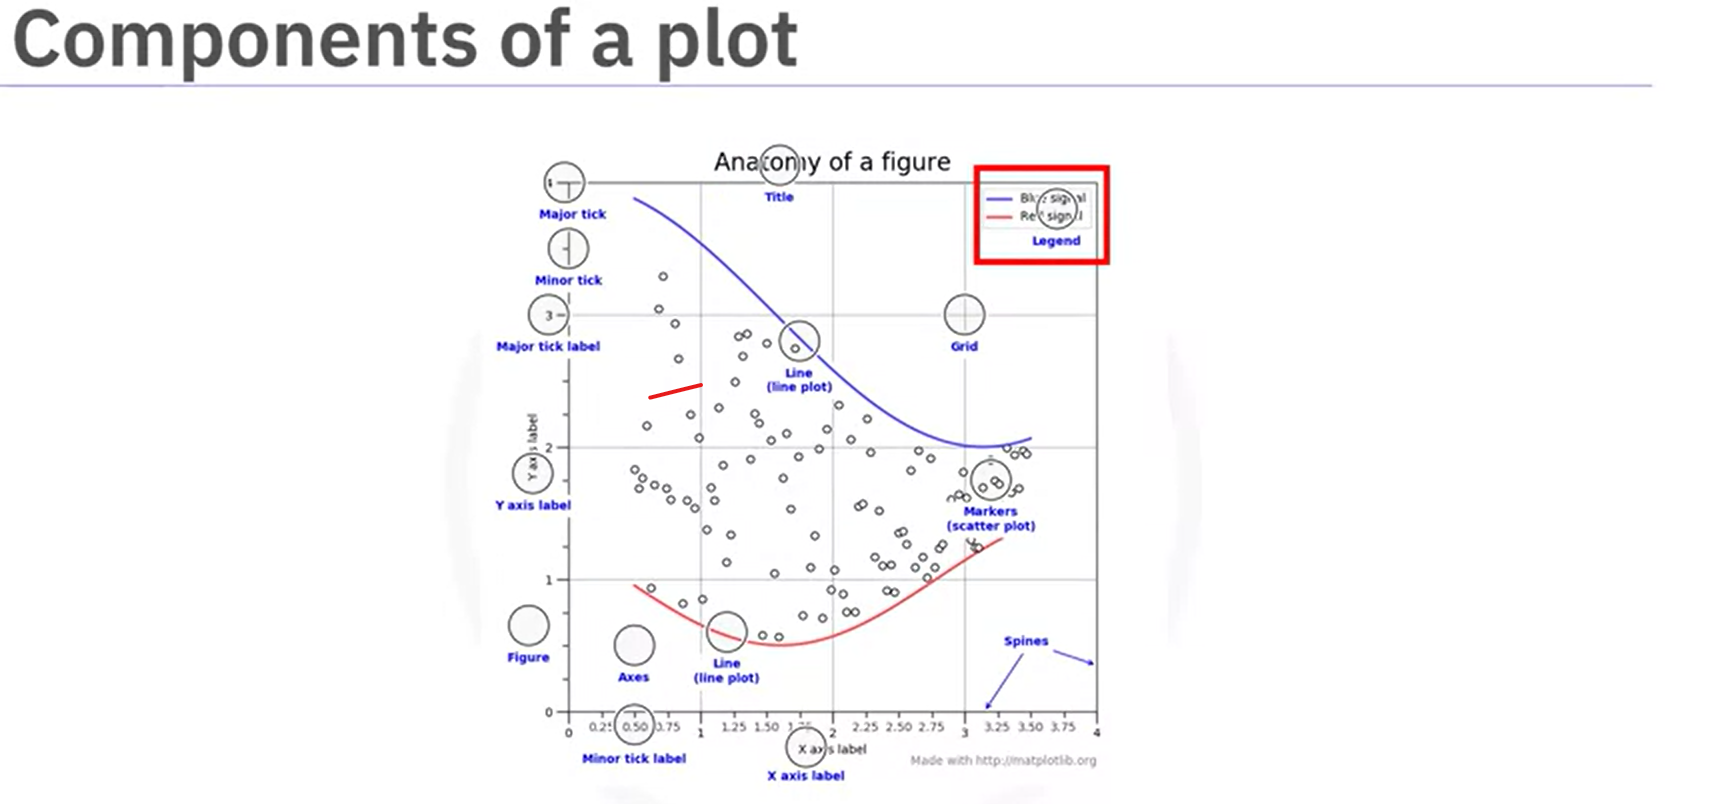 Components of a plot
Anatomy of a figure
Title
Major tick
Blue signal
Red signal
Legend
Minor tick
3
Major tick label
Grid
Line
(line plot)
2
Y axis label
Y axis label
Markers
(scatter plot)
1
Figure
Axes
Line
(line plot)
Spines
0
0 0.25 0.50 0.75 1 1.25 1.50 1.75 2 2.25 2.50 2.75 3 3.25 3.50 3.75 4
Minor tick label
X axis label
X axis label
Made with http://matplotlib.org